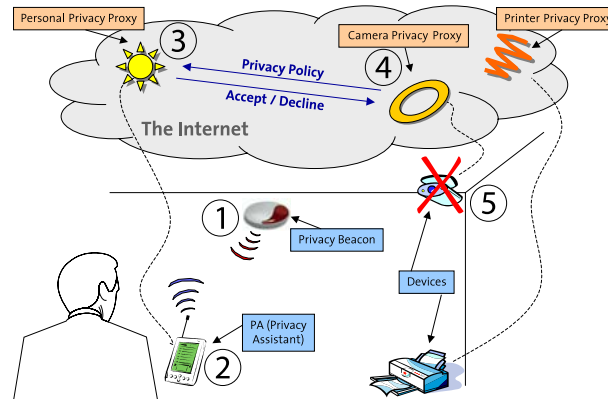 Personal Privacy Proxy
Printer Privacy Proxy
3
Camera Privacy Proxy
4
Privacy Policy
Accept / Decline
The Internet
1
5
Privacy Beacon
Devices
PA (Privacy
Assistant)
2